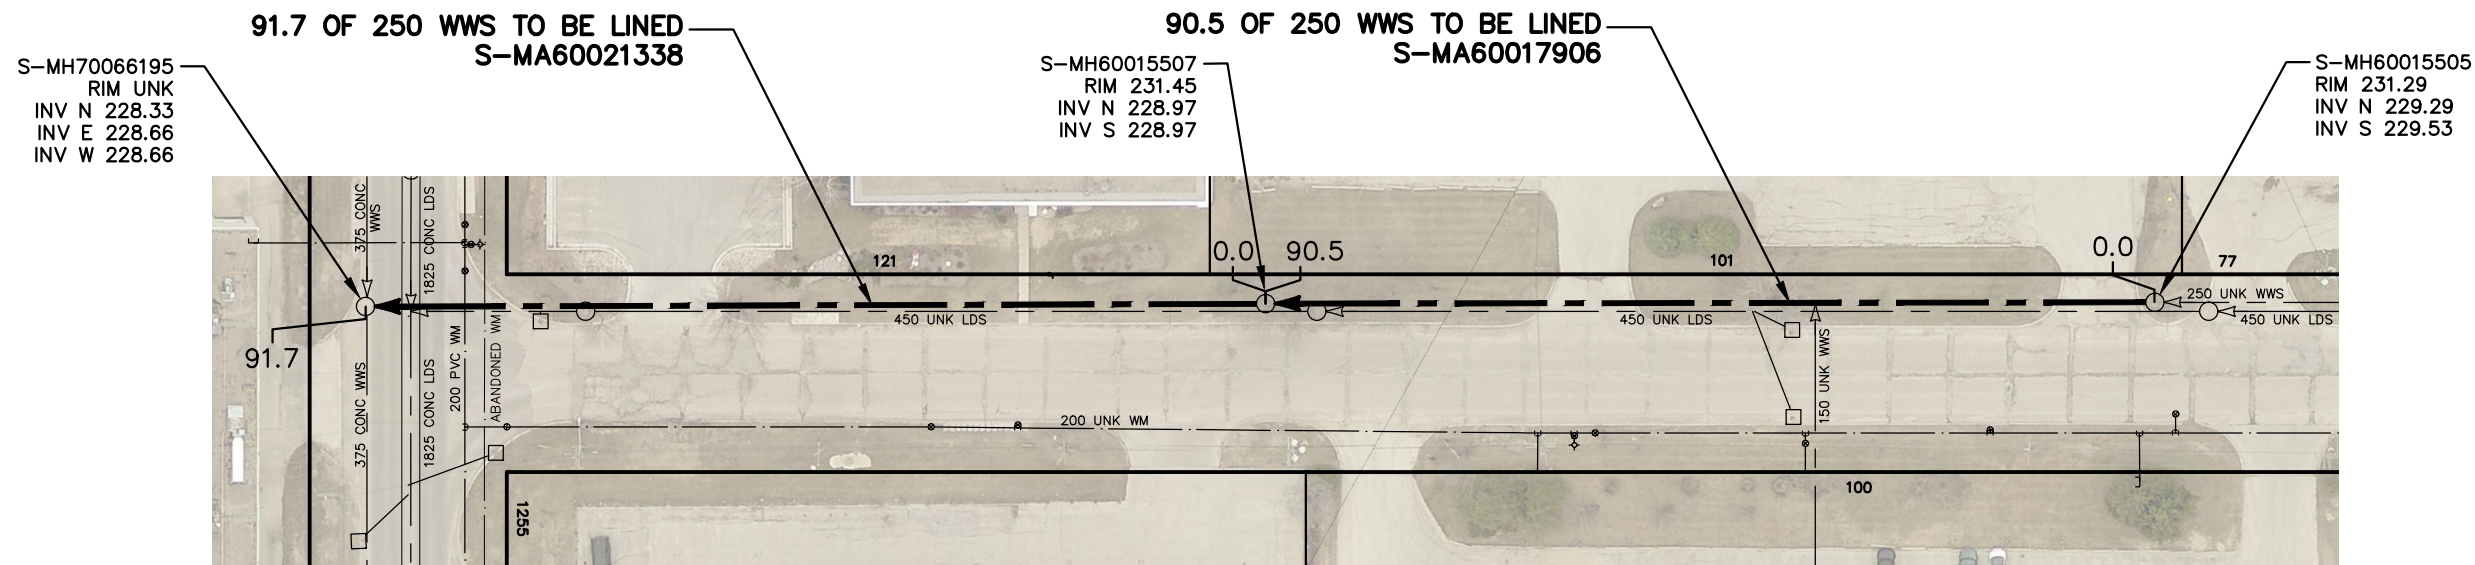 91.7 OF 250 WWS TO BE LINED
S-MA60021338
90.5 OF 250 WWS TO BE LINED
S-MA60017906
S-MH70066195
RIM UNK
INV N 228.33
INV E 228.66
INV W 228.66
S-MH60015507
RIM 231.45
INV N 228.97
INV S 228.97
S-MH60015505
RIM 231.29
INV N 229.29
INV S 229.53
375 CONC
WWS
1825 CONC LDS
121
0.0
90.5
101
0.0
77
250 UNK WWS
450 UNK LDS
450 UNK LDS
450 UNK LDS
91.7
375 CONC WWS
1825 CONC LDS
200 PVC WM
ABANDONED WM
150 UNK WWS
200 UNK WM
100
1255